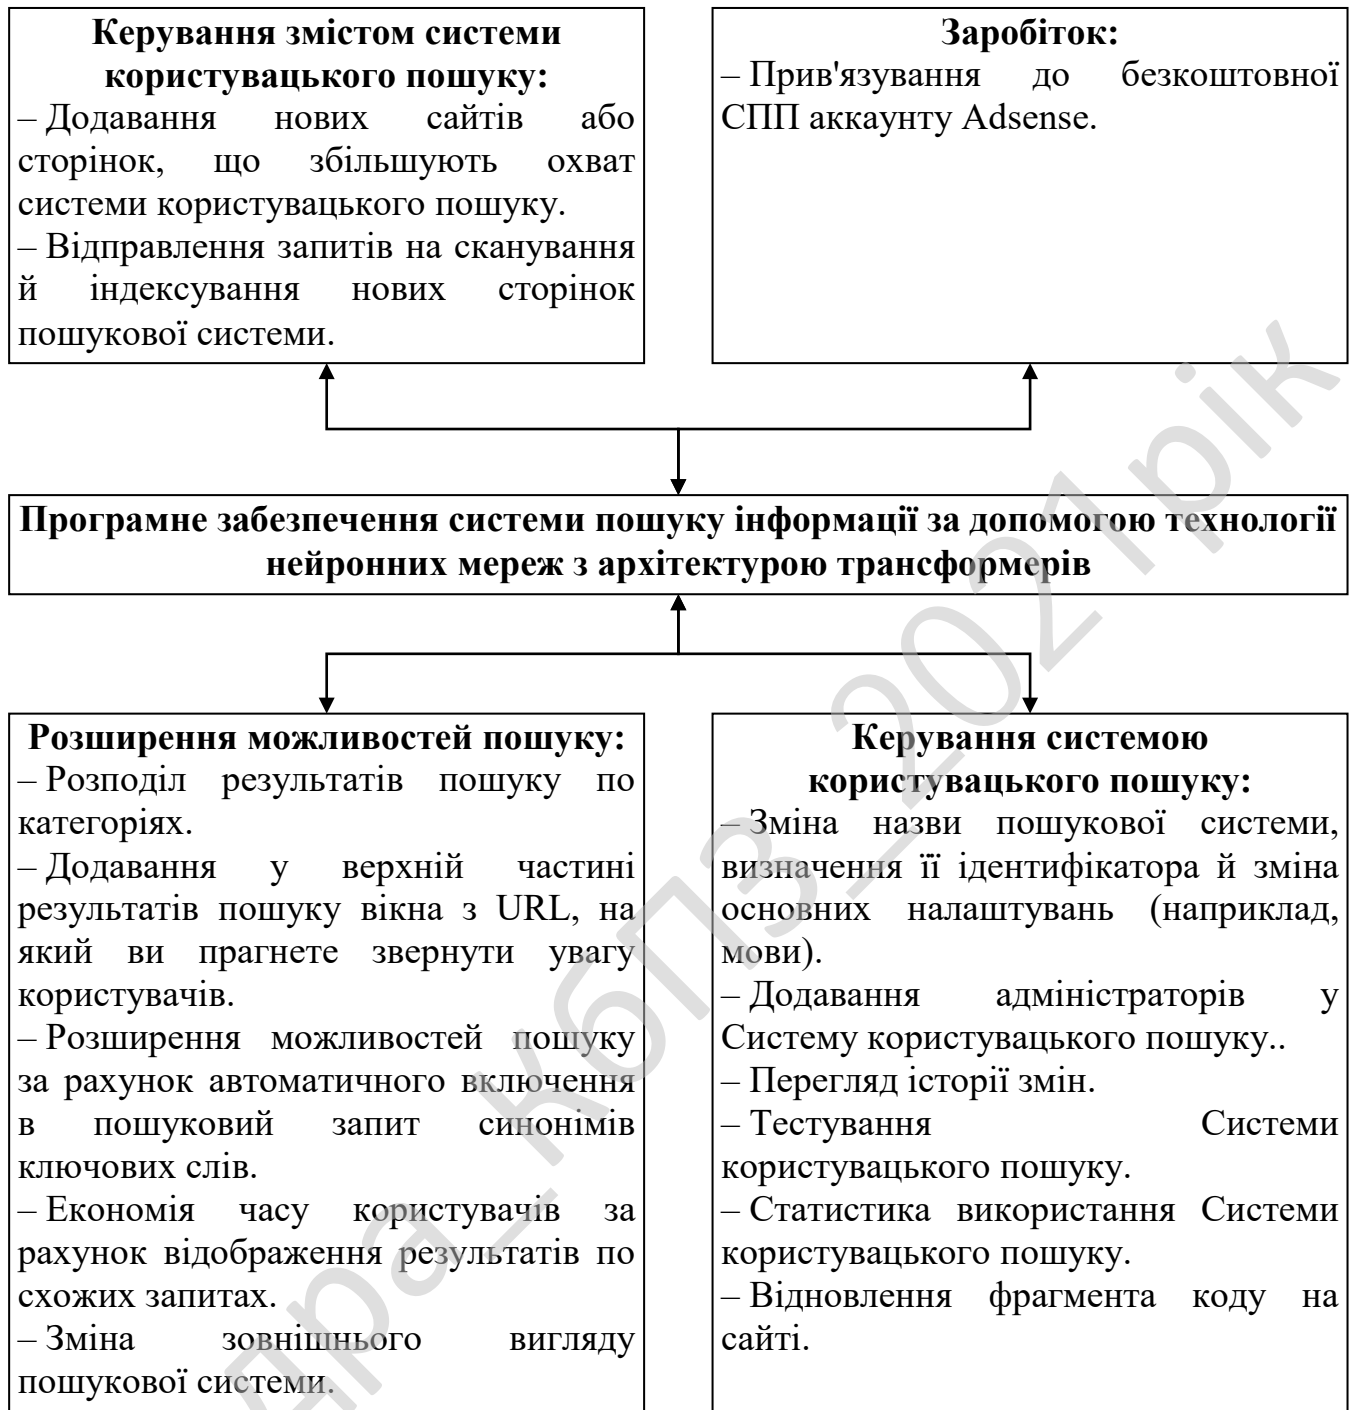 Керування змістом системи
користувацького пошуку:
– Додавання нових сайтів або
сторінок, що збільшують охват
системи користувацького пошуку.
– Відправлення запитів на сканування
й індексування нових сторінок
пошукової системи.
Заробіток:
– Прив'язування до безкоштовної
СПП аккаунту Adsense.
Програмне забезпечення системи пошуку інформації за допомогою технології
нейронних мереж з архітектурою трансформерів
Розширення можливостей пошуку:
– Розподіл результатів пошуку по
категоріях.
– Додавання у верхній частині
результатів пошуку вікна з URL, на
який ви прагнете звернути увагу
користувачів.
– Розширення можливостей пошуку
за рахунок автоматичного включення
в пошуковий запит синонімів
ключових слів.
– Економія часу користувачів за
рахунок відображення результатів по
схожих запитах.
– Зміна зовнішнього вигляду
пошукової системи.
Керування системою
користувацького пошуку:
– Зміна назви пошукової системи,
визначення її ідентифікатора й зміна
основних налаштувань (наприклад,
мови).
– Додавання адміністраторів у
Систему користувацького пошуку..
– Перегляд історії змін.
– Тестування Системи
користувацького пошуку.
– Статистика використання Системи
користувацького пошуку.
– Відновлення фрагмента коду на
сайті.
дра_КбПЗ_2021рік